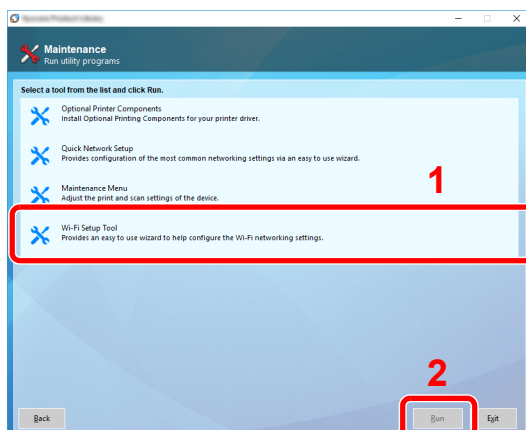 Maintenance
Run utility programs
Select a tool from the list and click Run.
Optional Printer Components
Install Optional Printing Components for your printer driver.
Quick Network Setup
Provides configuration of the most common networking settings via an easy to use wizard.
1
Maintenance Menu
Adjust the print and scan settings of the device.
Wi-Fi Setup Tool
Provides an easy to use wizard to help configure the Wi-Fi networking settings.
2
Back
Run
Exit